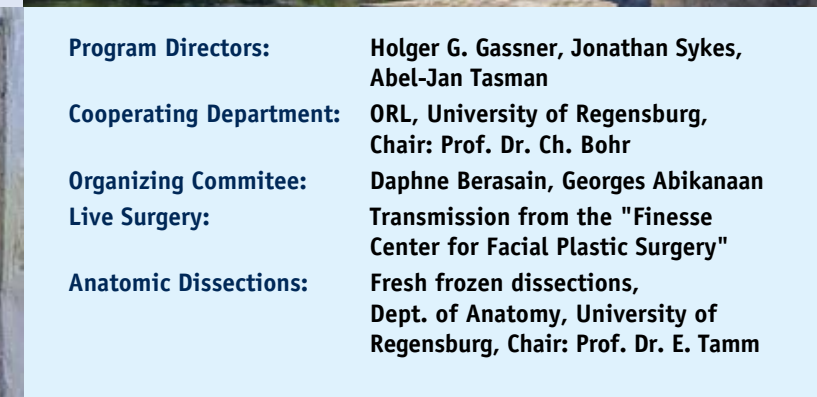 Program Directors: Holger G. Gassner, Jonathan Sykes,
Abel-Jan Tasman
Cooperating Department: ORL, University of Regensburg,
Chair: Prof. Dr. Ch. Bohr
Organizing Commitee: Daphne Berasain, Georges Abikanaan
Live Surgery: Transmission from the "Finesse
Center for Facial Plastic Surgery"
Anatomic Dissections: Fresh frozen dissections,
Dept. of Anatomy, University of
Regensburg, Chair: Prof. Dr. E. Tamm